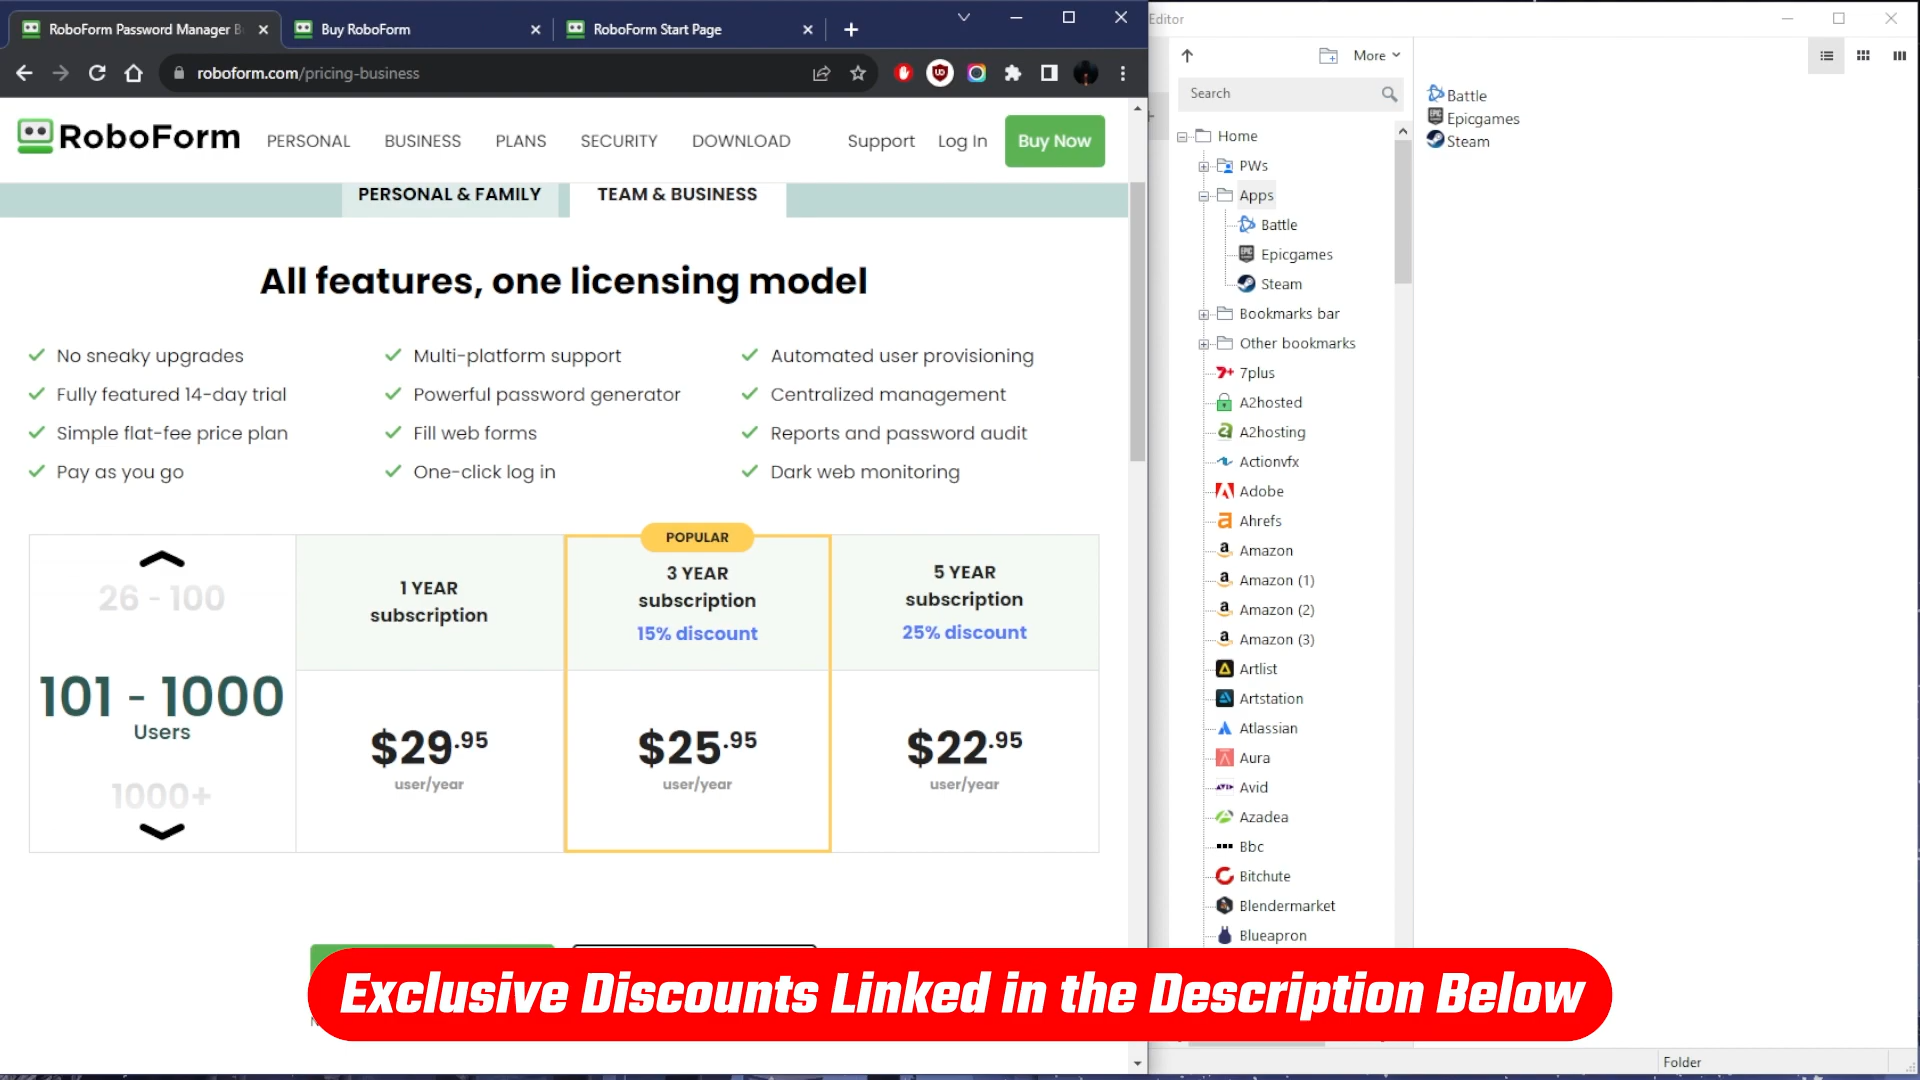 RoboForm Password Manager B
Buy RoboForm
RoboForm Start Page
roboform.com/pricing-business
RoboForm
PERSONAL
BUSINESS
PLANS
SECURITY
DOWNLOAD
Support
Log In
Buy Now
PERSONAL & FAMILY
TEAM & BUSINESS
All features, one licensing model
No sneaky upgrades
Multi-platform support
Automated user provisioning
Fully featured 14-day trial
Powerful password generator
Centralized management
Simple flat-fee price plan
Fill web forms
Reports and password audit
Pay as you go
One-click log in
Dark web monitoring
POPULAR
26 - 100
101 - 1000
Users
1000+
1 YEAR
subscription
3 YEAR
subscription
15% discount
5 YEAR
subscription
25% discount
$29.95
user/year
$25.95
user/year
$22.95
user/year
Editor
More
Search
Home
PWs
Apps
Battle
Epicgames
Steam
Bookmarks bar
Other bookmarks
7plus
A2hosted
A2hosting
Actionvfx
Adobe
Ahrefs
Amazon
Amazon (1)
Amazon (2)
Amazon (3)
Artlist
Artstation
Atlassian
Aura
Avid
Azadea
Bbc
Bitchute
Blendermarket
Blueapron
Battle
Epicgames
Steam
Folder
Exclusive Discounts Linked in the Description Below